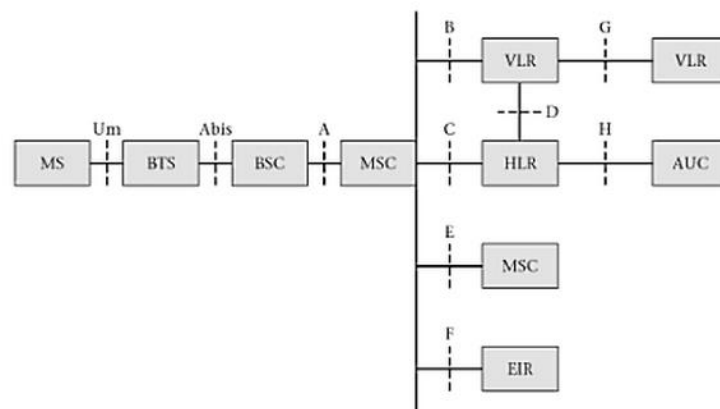 B G
VLR VLR
D
Um Abis A C H
MS BTS BSC MSC HLR AUC
E
MSC
F
EIR